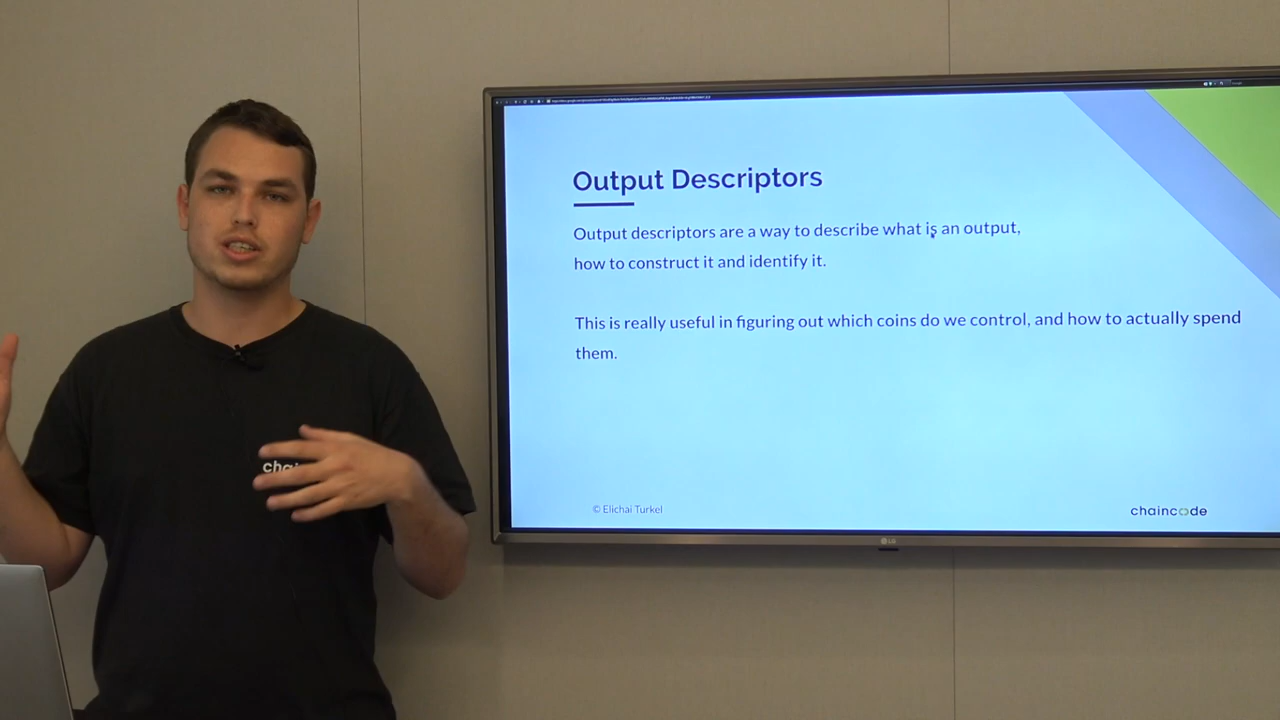 Output Descriptors
Output descriptors are a way to describe what is an output,
how to construct it and identify it.
This is really useful in figuring out which coins do we control, and how to actually spend
them.
© Elichai Turkel
chaincode
LG